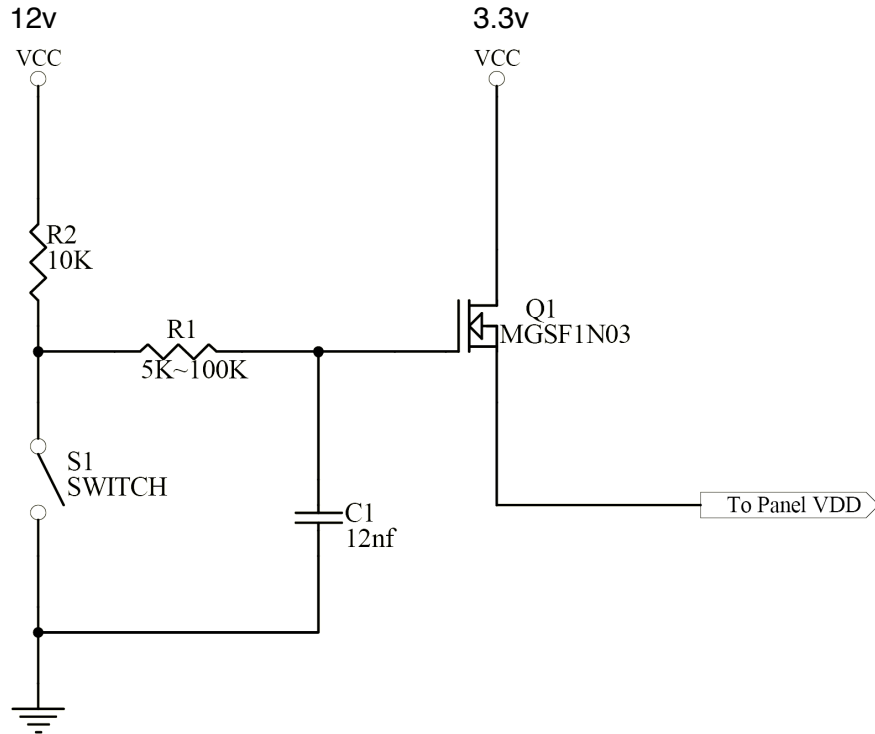 12v
VCC
3.3v
VCC
R2
10K
R1
5K~100K
Q1
MGSF1N03
S1
SWITCH
C1
12nf
To Panel VDD